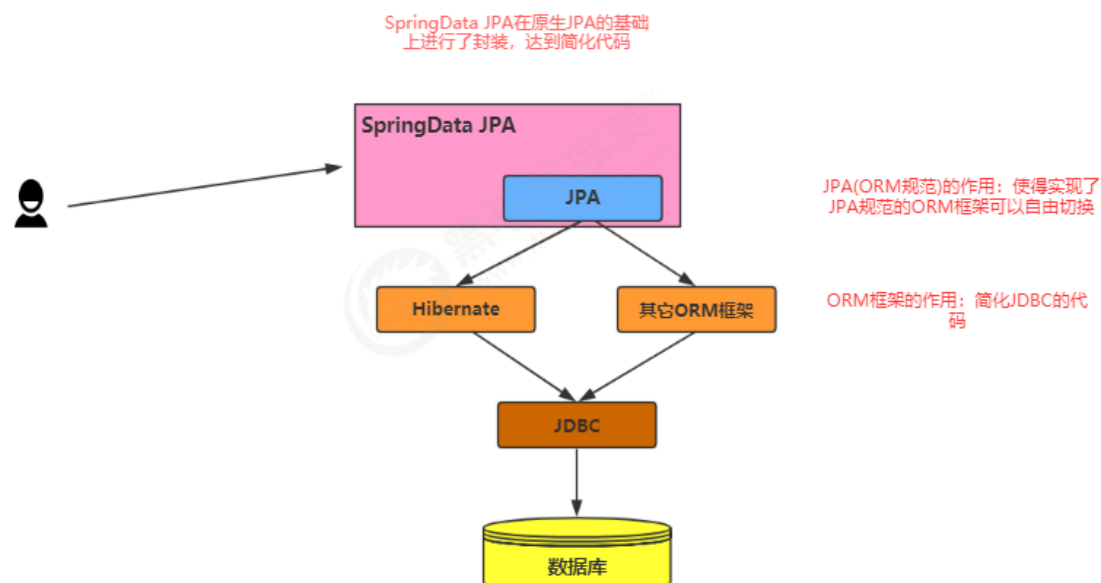 SpringData JPA在原生JPA的基础
上进行了封装，达到简化代码
SpringData JPA
JPA
JPA(ORM规范)的作用：使得实现了
JPA规范的ORM框架可以自由切换
Hibernate
其它ORM框架
ORM框架的作用：简化JDBC的代
码
JDBC
数据库